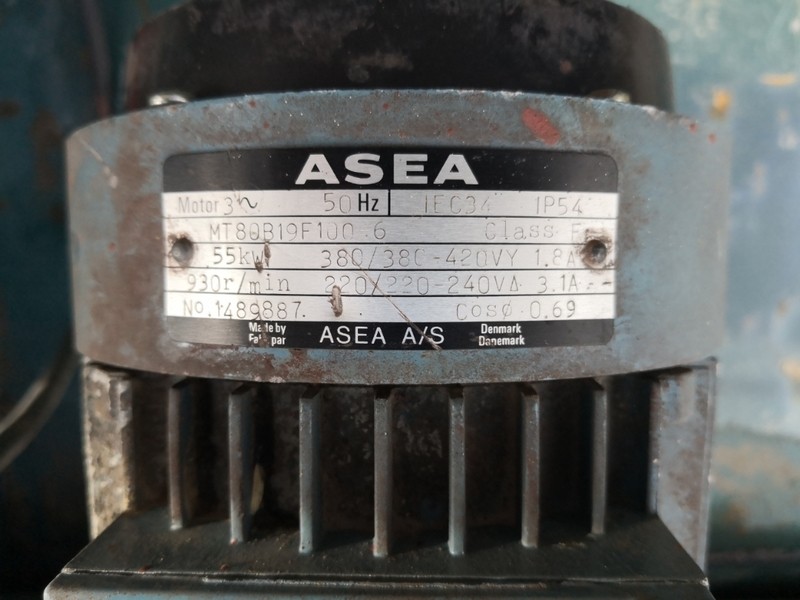 ASEA
Motor 3~ 50 Hz IEC34 IP54
MT80B19F100-6 Class F
55kW 380/380-420VY 1.8A
930r/min 220/220-240VΔ 3.1A
No. 1489887 Cosø 0.69
Made by ASEA A/S Denmark
par Danemark